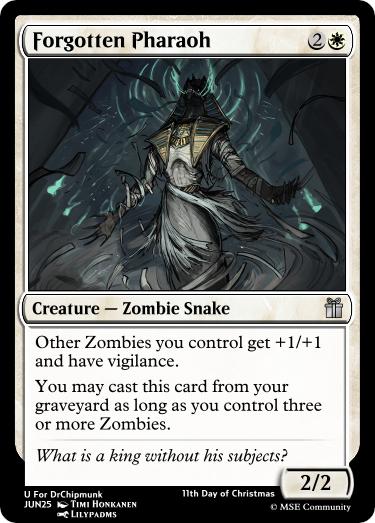 Forgotten Pharaoh 2
Creature — Zombie Snake
Other Zombies you control get +1/+1
and have vigilance.
You may cast this card from your
graveyard as long as you control three
or more Zombies.
What is a king without his subjects?
2/2
U For DrChipmunk 11th Day of Christmas
JUN25 Timi Honkanen © MSE Community
Lilypadms